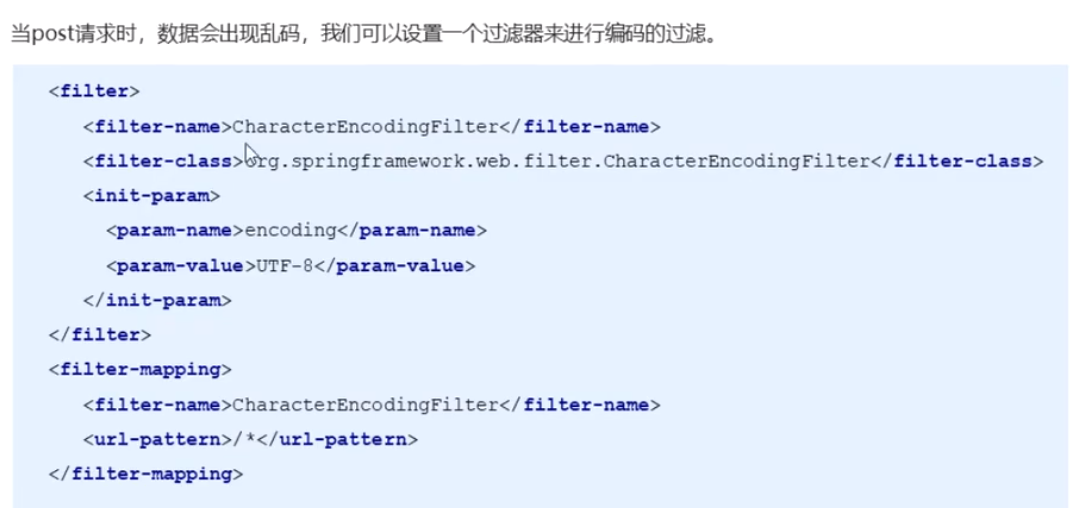 当post请求时，数据会出现乱码，我们可以设置一个过滤器来进行编码的过滤。
<filter>
<filter-name>CharacterEncodingFilter</filter-name>
<filter-class>org.springframework.web.filter.CharacterEncodingFilter</filter-class>
<init-param>
<param-name>encoding</param-name>
<param-value>UTF-8</param-value>
</init-param>
</filter>
<filter-mapping>
<filter-name>CharacterEncodingFilter</filter-name>
<url-pattern>/*</url-pattern>
</filter-mapping>